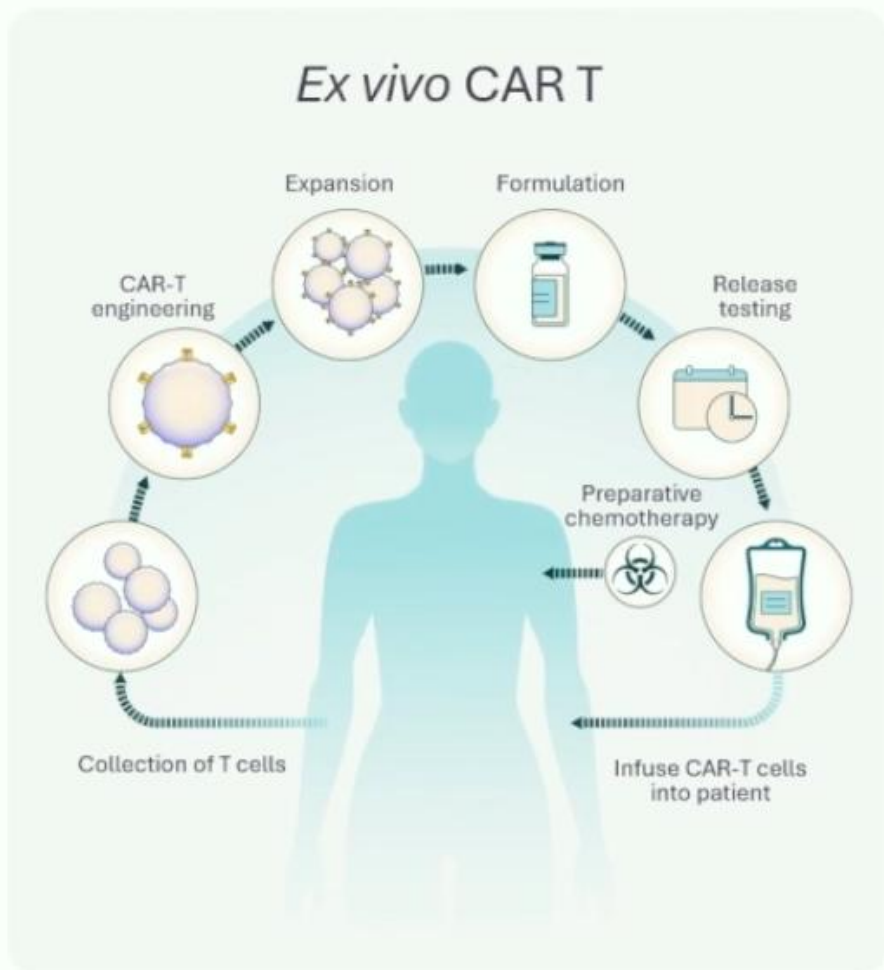 Ex vivo CAR T
Expansion
Formulation
CAR-T
engineering
Release
testing
Preparative
chemotherapy
Collection of T cells
Infuse CAR-T cells
into patient